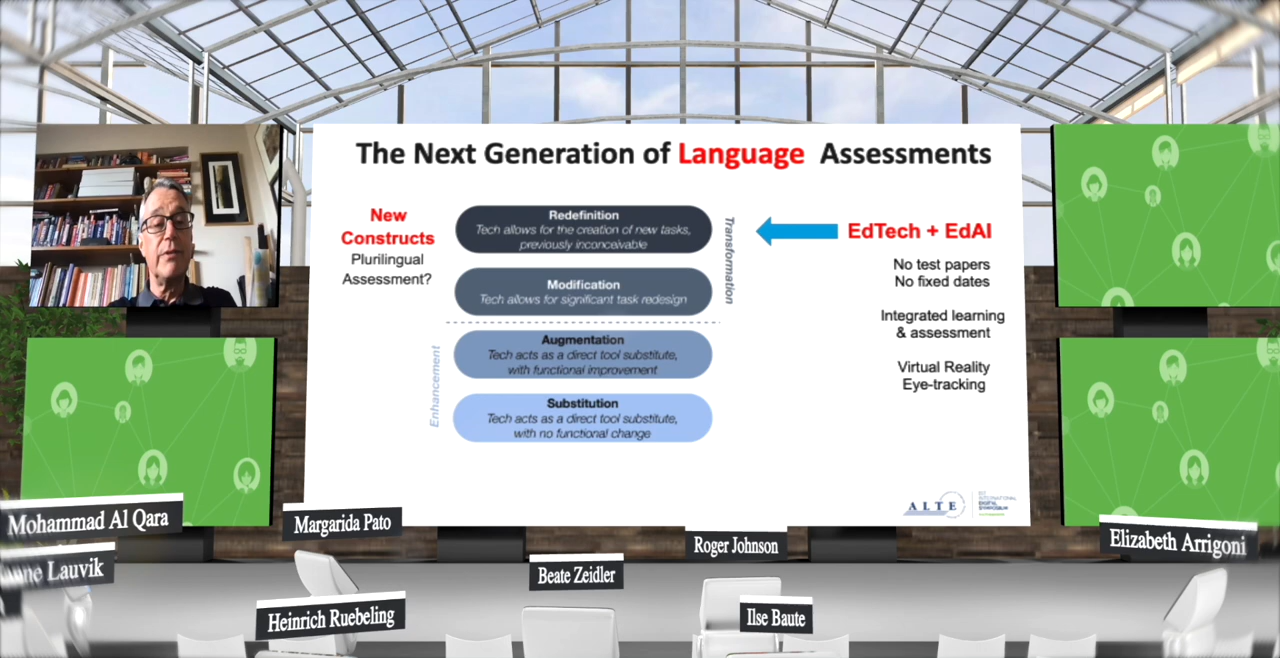 The Next Generation of Language Assessments
New
Constructs
Plurilingual
Assessment?
Redefinition
Tech allows for the creation of new tasks,
previously inconceivable
Modification
Tech allows for significant task redesign
Transformation
Augmentation
Tech acts as a direct tool substitute,
with functional improvement
Substitution
Tech acts as a direct tool substitute,
with no functional change
Enhancement
EdTech + EdAI
No test papers
No fixed dates
Integrated learning
& assessment
Virtual Reality
Eye-tracking
ALTE
INTERNATIONAL
DIGITAL
SYMPOSIUM
Mohammad Al Qara
Margarida Pato
Roger Johnson
Elizabeth Arrigoni
Lauvik
Beate Zeidler
Heinrich Ruebeling
Ilse Baute